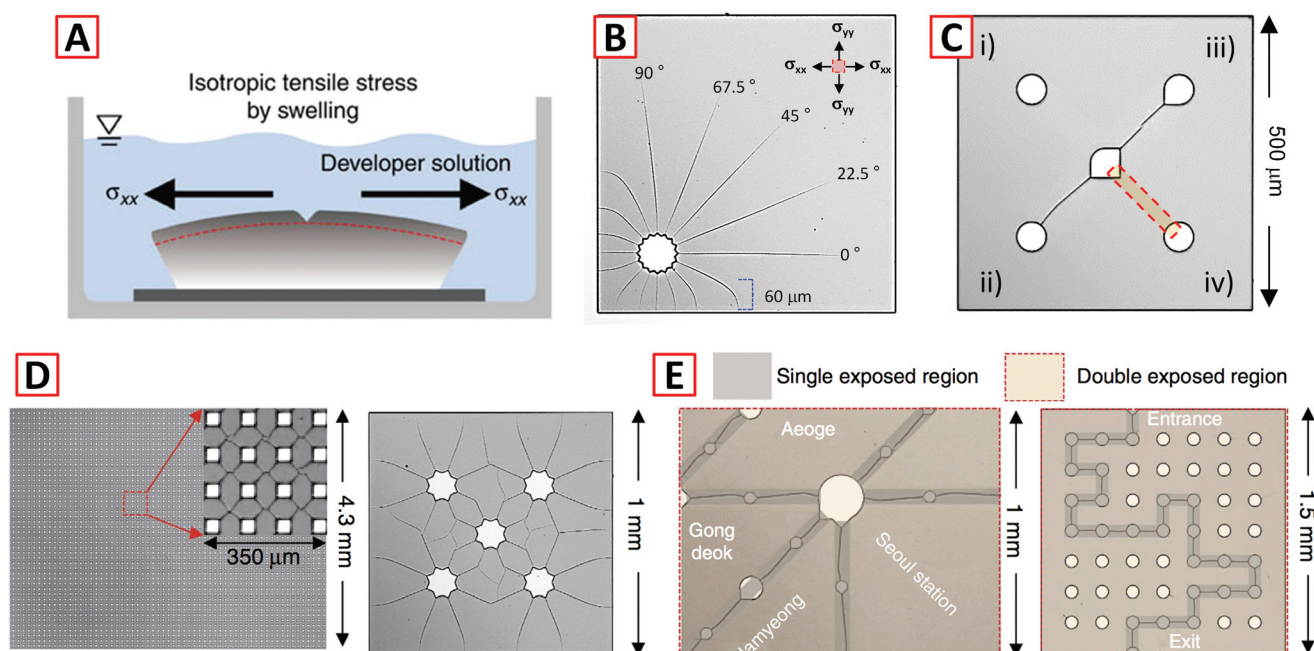 A
Isotropic tensile stress
by swelling
Developer solution
σxx
σxx
B
σyy
σxx
σxx
σyy
90 °
67.5 °
45 °
22.5 °
0 °
60 μm
C
i)
iii)
ii)
iv)
500 μm
D
350 μm
4.3 mm
1 mm
E
Single exposed region
Double exposed region
Aeoge
Gong
deok
Seoul station
1 mm
Entrance
Exit
1.5 mm